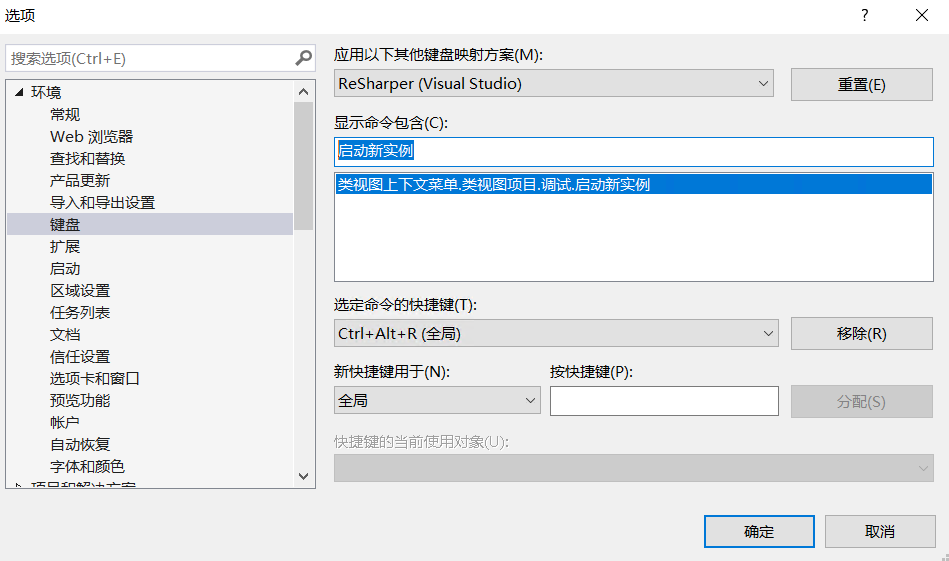 选项
?
搜索选项(Ctrl+E)
环境
常规
Web 浏览器
查找和替换
产品更新
导入和导出设置
键盘
扩展
启动
区域设置
任务列表
文档
信任设置
选项卡和窗口
预览功能
帐户
自动恢复
字体和颜色
项目和解决方案
应用以下其他键盘映射方案(M):
ReSharper (Visual Studio)
重置(E)
显示命令包含(C):
启动新实例
类视图上下文菜单.类视图项目.调试.启动新实例
选定命令的快捷键(T):
Ctrl+Alt+R (全局)
移除(R)
新快捷键用于(N):
按快捷键(P):
全局
分配(S)
快捷键的当前使用对象(U):
确定
取消